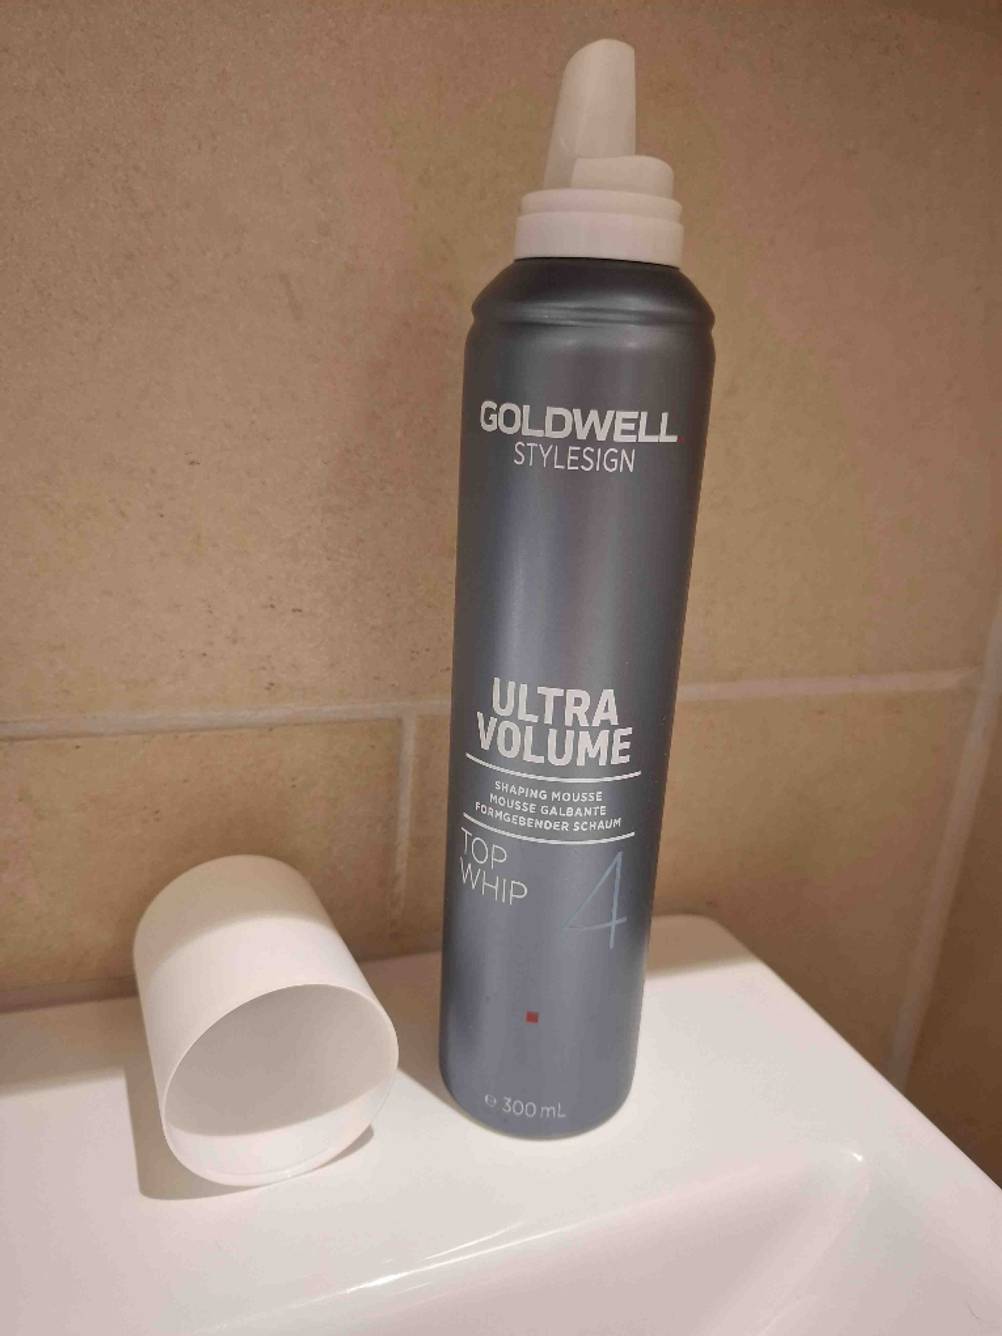 GOLDWELL
STYLESIGN
ULTRA
VOLUME
SHAPING MOUSSE
MOUSSE GALBANTE
FORMGEBENDER SCHAUM
TOP
WHIP
4
℮ 300 mL